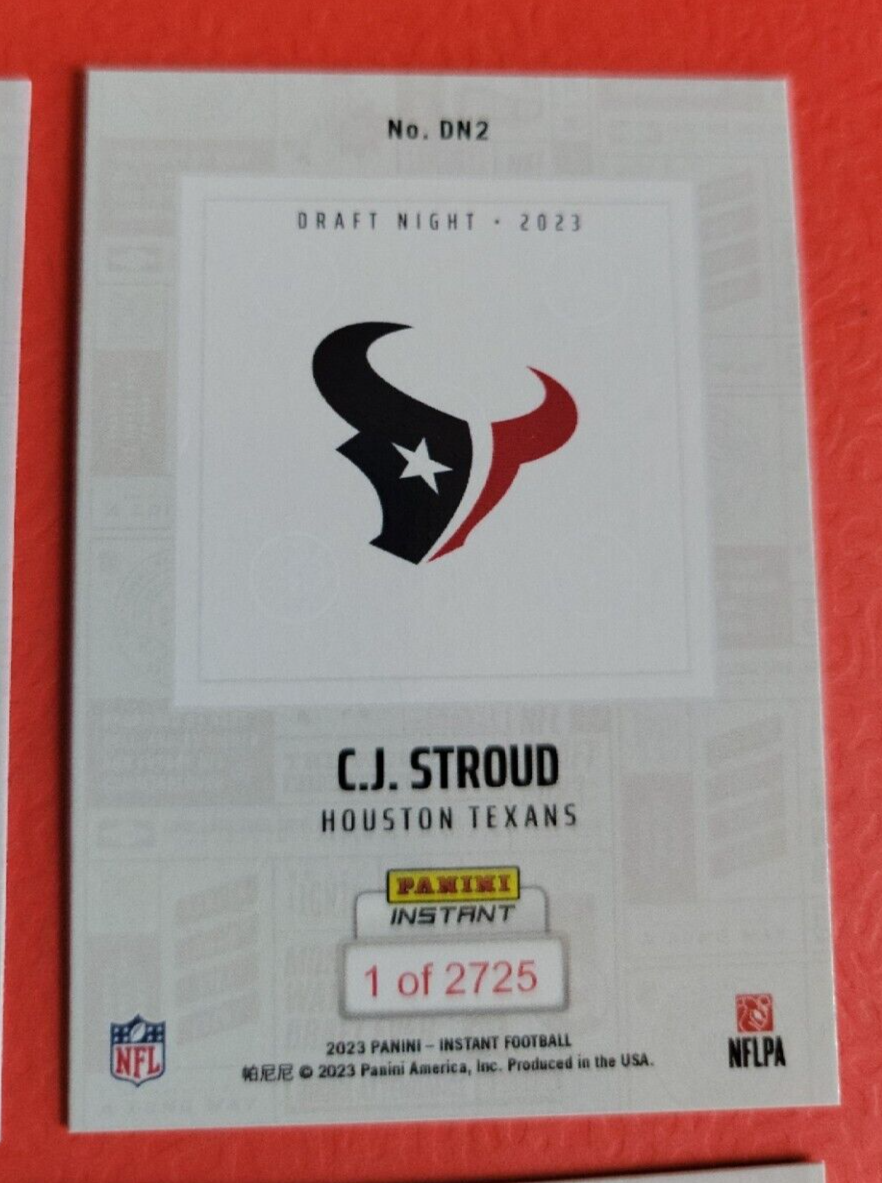 No. DN2
DRAFT NIGHT • 2023
C.J. STROUD
HOUSTON TEXANS
PANINI
INSTANT
1 of 2725
NFL
NFLPA
2023 PANINI – INSTANT FOOTBALL
帕尼尼 © 2023 Panini America, Inc. Produced in the USA.